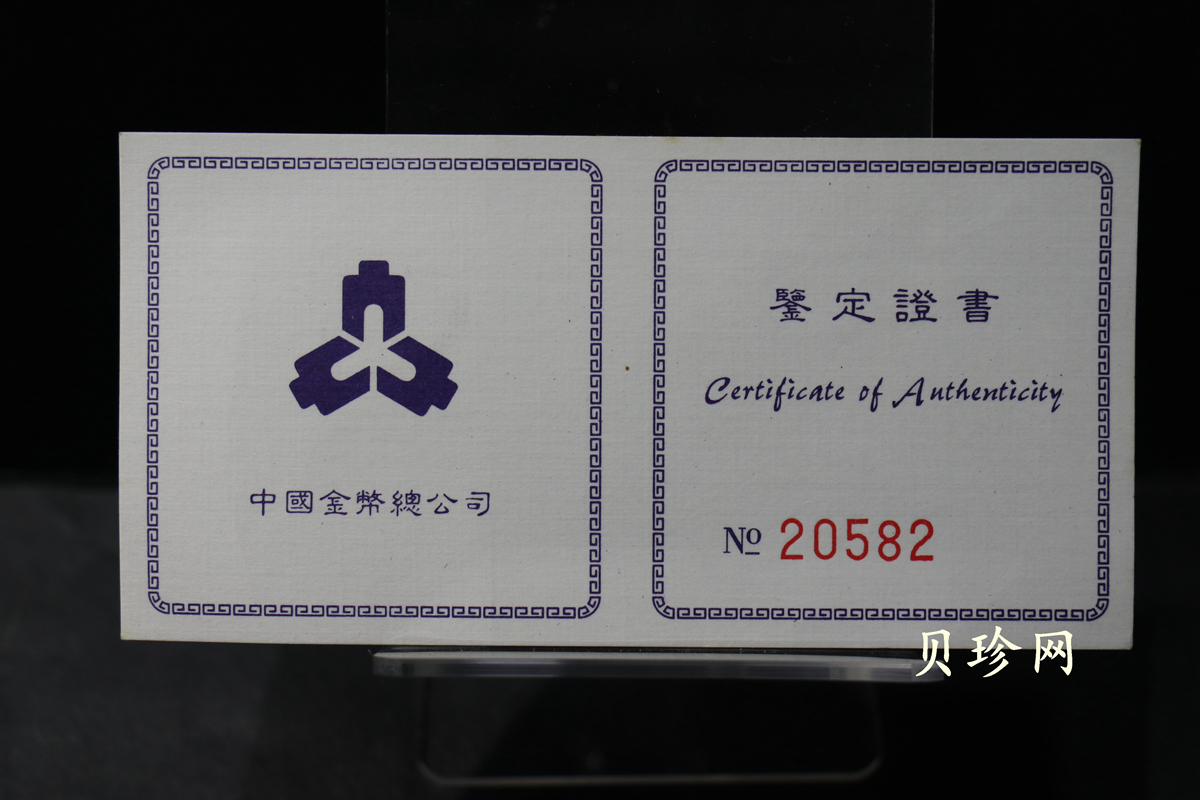 中國金幣總公司
鑒定證書
Certificate of Authenticity
Nº 20582
贝珍网